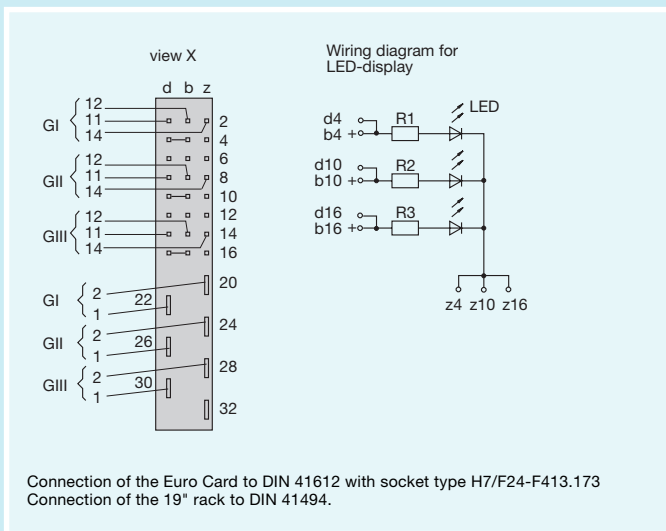 view X
d b z
GI
12
11
14
2
4
GII
12
11
14
6
8
10
GIII
12
11
14
12
14
16
GI
2
1
22
20
GII
2
1
26
24
GIII
2
1
30
28
32
Wiring diagram for
LED-display
LED
d4
b4 +
R1
d10
b10 +
R2
d16
b16 +
R3
z4 z10 z16
Connection of the Euro Card to DIN 41612 with socket type H7/F24-F413.173
Connection of the 19" rack to DIN 41494.